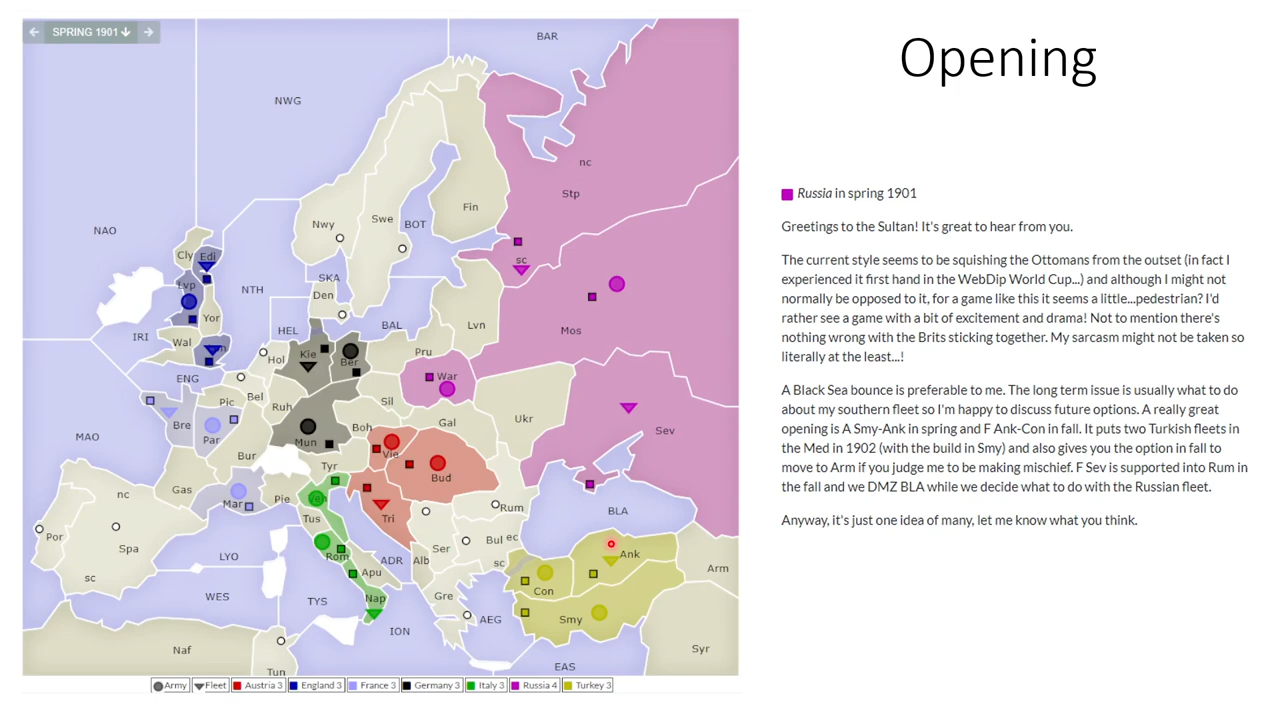 Opening
← SPRING 1901 ↓ →
BAR
NWG
nc
Stp
NAO
Nwy
Swe
BOT
Fin
Cly
Edi
sc
SKA
Lvp
NTH
Den
Yor
IRI
HEL
BAL
Lvn
Mos
Wal
Hol
Kie
Ber
Pru
War
ENG
Bel
Pic
Ruh
Sil
Ukr
Bre
Par
Mun
Boh
Gal
Sev
MAO
Bur
Vie
Tyr
Bud
nc
Gas
Mar
Pie
Ven
Tri
Rum
BLA
Por
Spa
Tus
Ser
Bul ec
LYO
Rom
ADR
Alb
sc
Ank
Arm
sc
Apu
Con
WES
TYS
Nap
Gre
AEG
Smy
ION
Naf
Tun
EAS
Syr
Army Fleet Austria 3 England 3 France 3 Germany 3 Italy 3 Russia 4 Turkey 3
Russia in spring 1901
Greetings to the Sultan! It's great to hear from you.
The current style seems to be squishing the Ottomans from the outset (in fact I
experienced it first hand in the WebDip World Cup...) and although I might not
normally be opposed to it, for a game like this it seems a little...pedestrian? I'd
rather see a game with a bit of excitement and drama! Not to mention there's
nothing wrong with the Brits sticking together. My sarcasm might not be taken so
literally at the least...!
A Black Sea bounce is preferable to me. The long term issue is usually what to do
about my southern fleet so I'm happy to discuss future options. A really great
opening is A Smy-Ank in spring and F Ank-Con in fall. It puts two Turkish fleets in
the Med in 1902 (with the build in Smy) and also gives you the option in fall to
move to Arm if you judge me to be making mischief. F Sev is supported into Rum in
the fall and we DMZ BLA while we decide what to do with the Russian fleet.
Anyway, it's just one idea of many, let me know what you think.